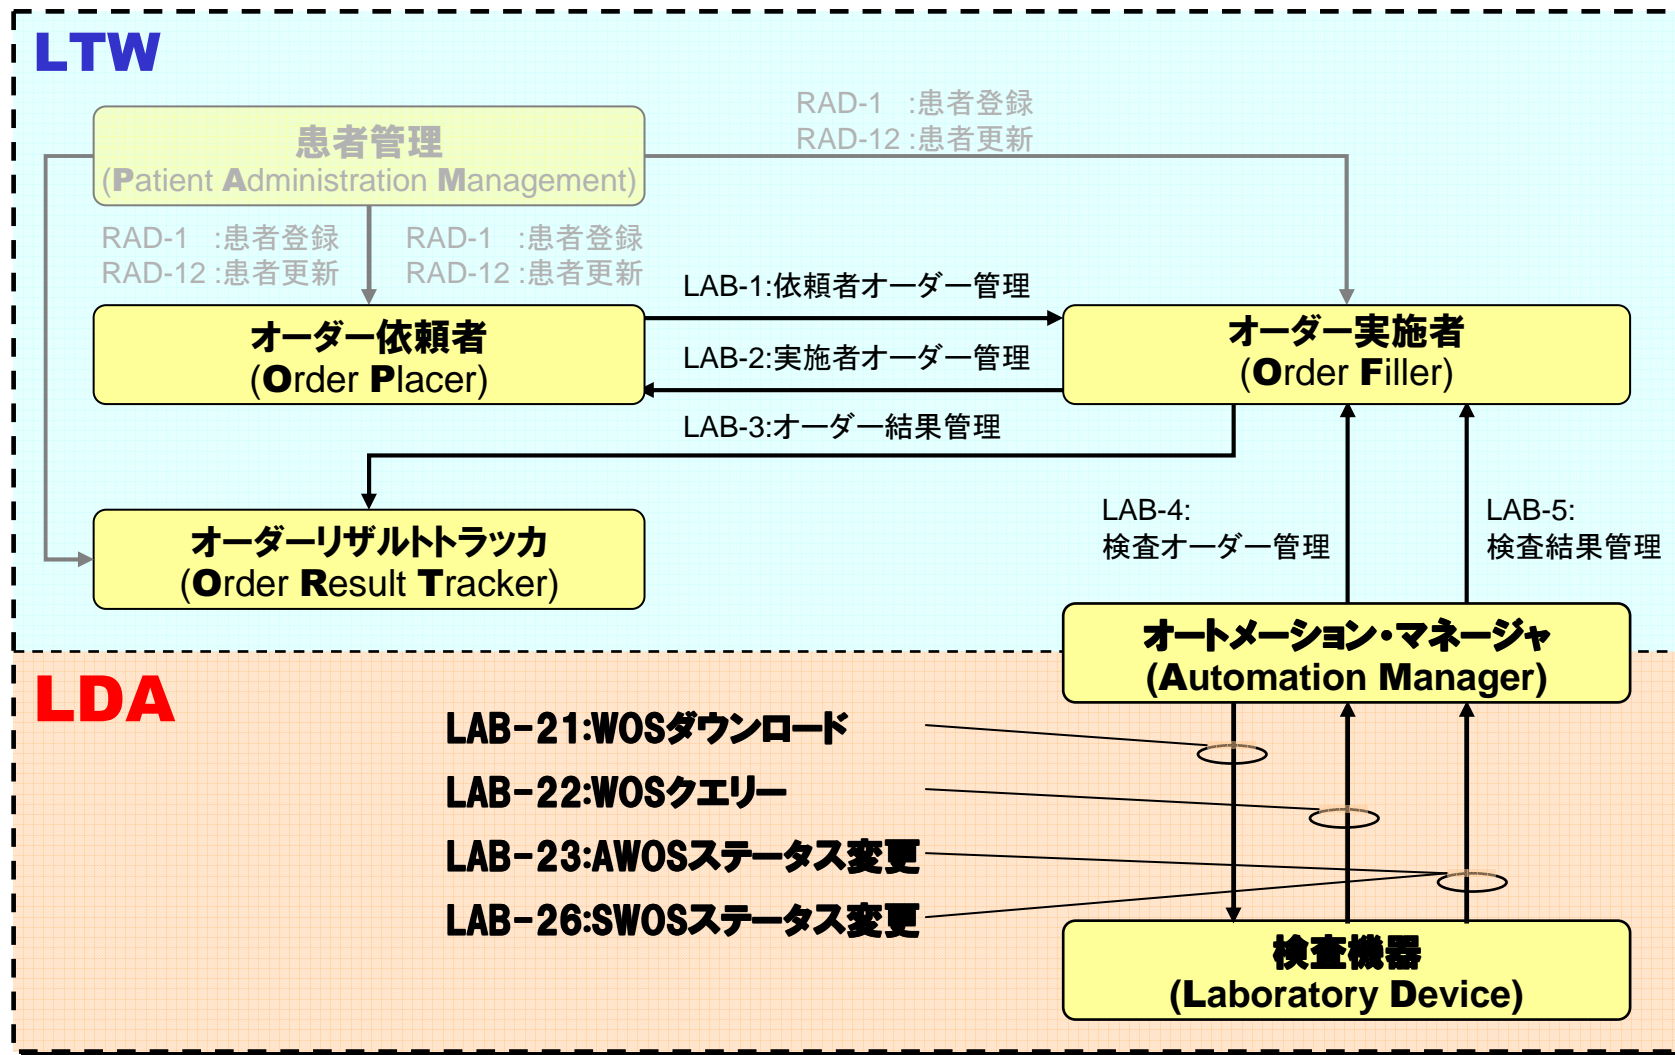 LTW
患者管理
(Patient Administration Management)
RAD-1 :患者登録
RAD-12 :患者更新
RAD-1 :患者登録
RAD-12 :患者更新
RAD-1 :患者登録
RAD-12 :患者更新
LAB-1:依頼者オーダー管理
オーダー依頼者
(Order Placer)
LAB-2:実施者オーダー管理
オーダー実施者
(Order Filler)
LAB-3:オーダー結果管理
オーダーリザルトトラッカ
(Order Result Tracker)
LAB-4:
検査オーダー管理
LAB-5:
検査結果管理
オートメーション・マネージャ
(Automation Manager)
LDA
LAB-21:WOSダウンロード
LAB-22:WOSクエリー
LAB-23:AWOSステータス変更
LAB-26:SWOSステータス変更
検査機器
(Laboratory Device)